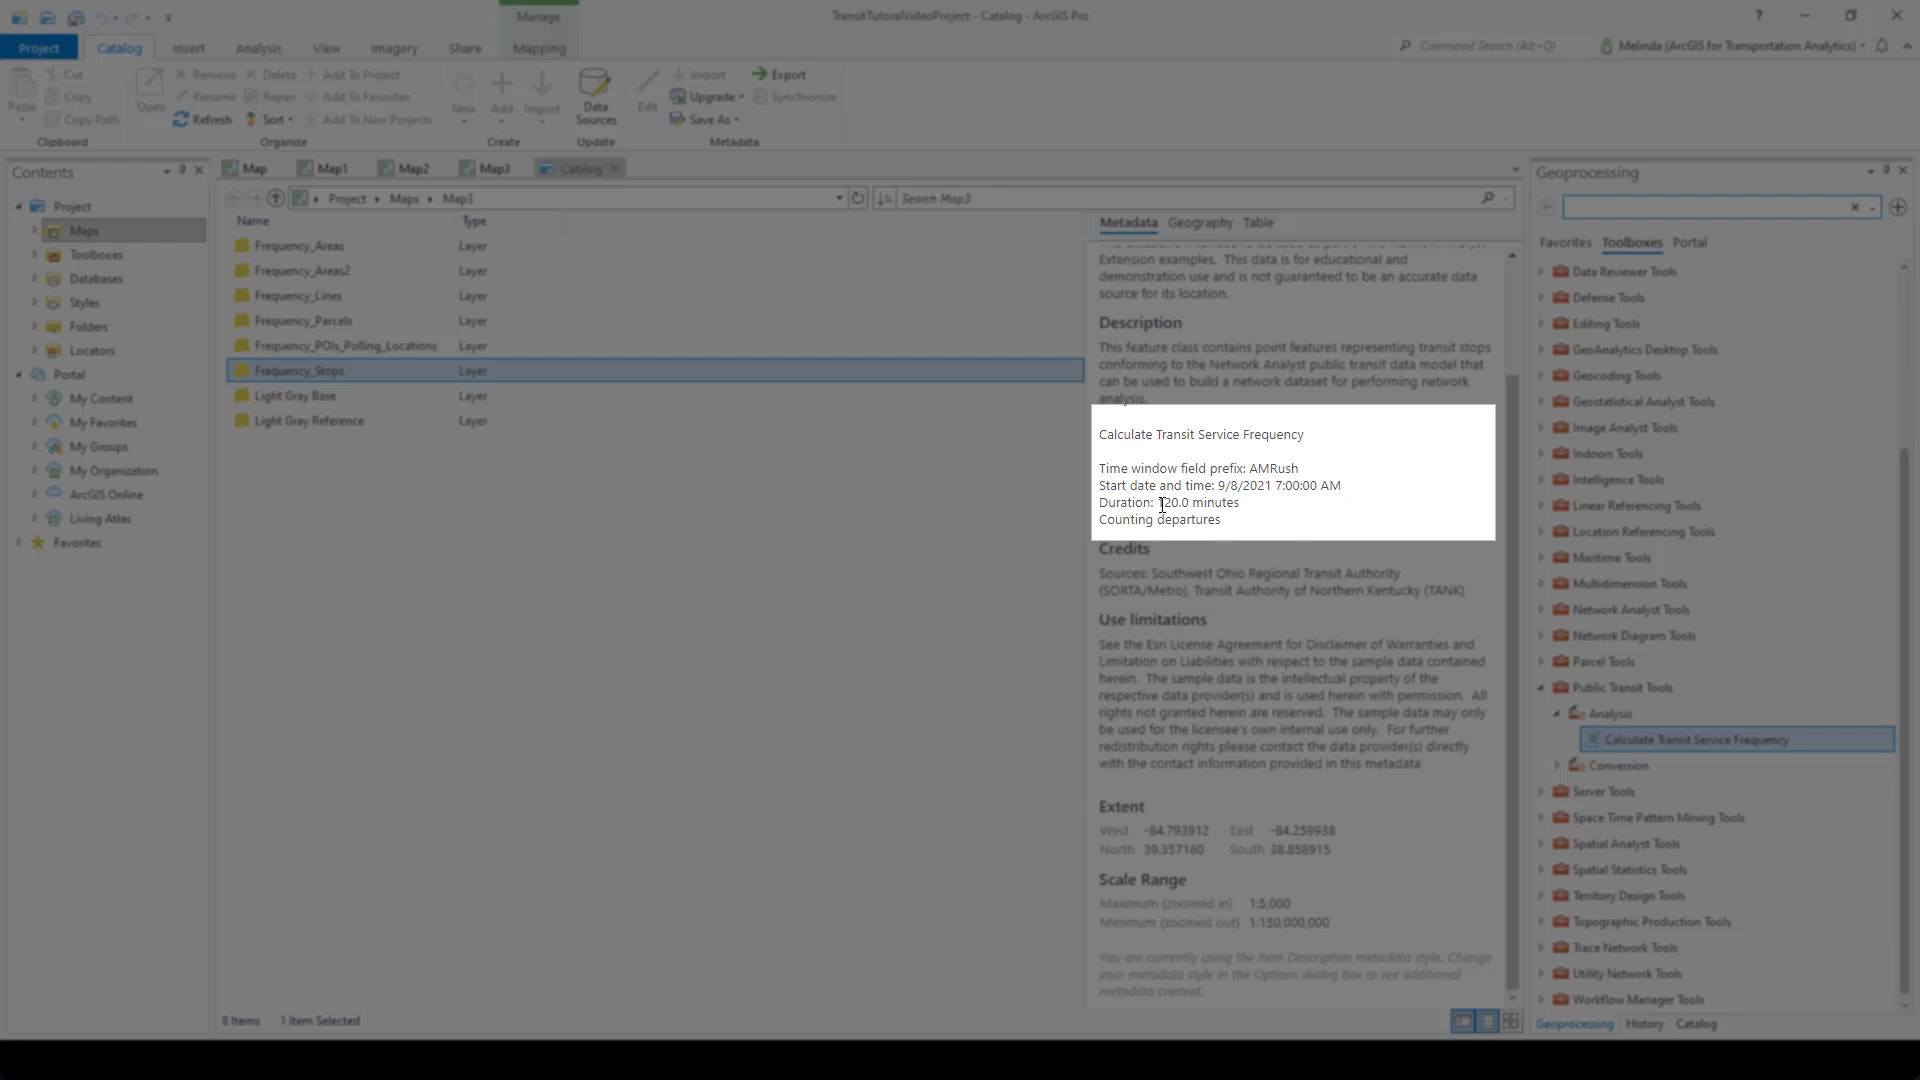 Manage
TransitTutoralVideoProject - Catalog - ArcGIS Pro
?
Project Catalog Insert Analysis View Imagery Share Mapping
Command Search (Alt+Q)
Melinda (ArcGIS for Transportation Analytics)
Paste
Cut
Copy
Copy Path
Clipboard
Open
Remove Delete Add To Project
Rename Repair Add To Favorites
Refresh Sort Add To New Projects
Organize
New Add Import
Create
Data Sources
Update
Edit
Import Export
Upgrade Synchronize
Save As
Metadata
Contents
Project
Maps
Toolboxes
Databases
Styles
Folders
Locators
Portal
My Content
My Favorites
My Groups
My Organization
ArcGIS Online
Living Atlas
Favorites
Map Map1 Map2 Map3 Catalog
Project Maps Map3
Search Map3
Name Type
Frequency_Areas Layer
Frequency_Areas2 Layer
Frequency_Lines Layer
Frequency_Parcels Layer
Frequency_POIs_Polling_Locations Layer
Frequency_Stops Layer
Light Gray Base Layer
Light Gray Reference Layer
8 Items 1 Item Selected
Metadata Geography Table
Extension examples. This data is for educational and
demonstration use and is not guaranteed to be an accurate data
source for its location.
Description
This feature class contains point features representing transit stops
conforming to the Network Analyst public transit data model that
can be used to build a network dataset for performing network
analysis.
Calculate Transit Service Frequency
Time window field prefix: AMRush
Start date and time: 9/8/2021 7:00:00 AM
Duration: 120.0 minutes
Counting departures
Credits
Sources: Southwest Ohio Regional Transit Authority
(SORTA/Metro), Transit Authority of Northern Kentucky (TANK)
Use limitations
See the Esri License Agreement for Disclaimer of Warranties and
Limitation on Liabilities with respect to the sample data contained
herein. The sample data is the intellectual property of the
respective data provider(s) and is used herein with permission. All
rights not granted herein are reserved. The sample data may only
be used for the licensee's own internal use only. For further
redistribution rights please contact the data provider(s) directly
with the contact information provided in this metadata
Extent
West -84.793912 East -84.259938
North 39.357160 South 38.858915
Scale Range
Maximum (zoomed in) 1:5,000
Minimum (zoomed out) 1:150,000,000
You are currently using the Item Description metadata style. Change
your metadata style in the Options dialog box to see additional
metadata content.
Geoprocessing
Favorites Toolboxes Portal
Data Reviewer Tools
Defense Tools
Editing Tools
GeoAnalytics Desktop Tools
Geocoding Tools
Geostatistical Analyst Tools
Image Analyst Tools
Indoors Tools
Intelligence Tools
Linear Referencing Tools
Location Referencing Tools
Maritime Tools
Multidimension Tools
Network Analyst Tools
Network Diagram Tools
Parcel Tools
Public Transit Tools
Analysis
Calculate Transit Service Frequency
Conversion
Server Tools
Space Time Pattern Mining Tools
Spatial Analyst Tools
Spatial Statistics Tools
Territory Design Tools
Topographic Production Tools
Trace Network Tools
Utility Network Tools
Workflow Manager Tools
Geoprocessing History Catalog